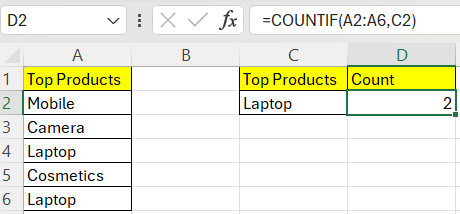 D2 fx =COUNTIF(A2:A6,C2)
A B C D
1 Top Products Top Products Count
2 Mobile Laptop 2
3 Camera
4 Laptop
5 Cosmetics
6 Laptop